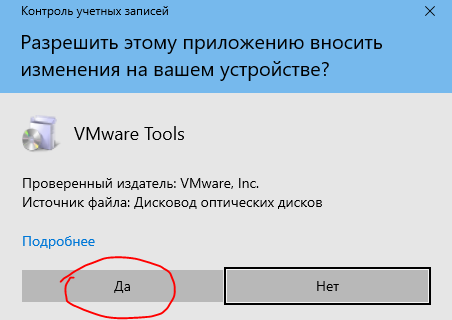 Контроль учетных записей
Разрешить этому приложению вносить
изменения на вашем устройстве?
VMware Tools
Проверенный издатель: VMware, Inc.
Источник файла: Дисковод оптических дисков
Подробнее
Да
Нет